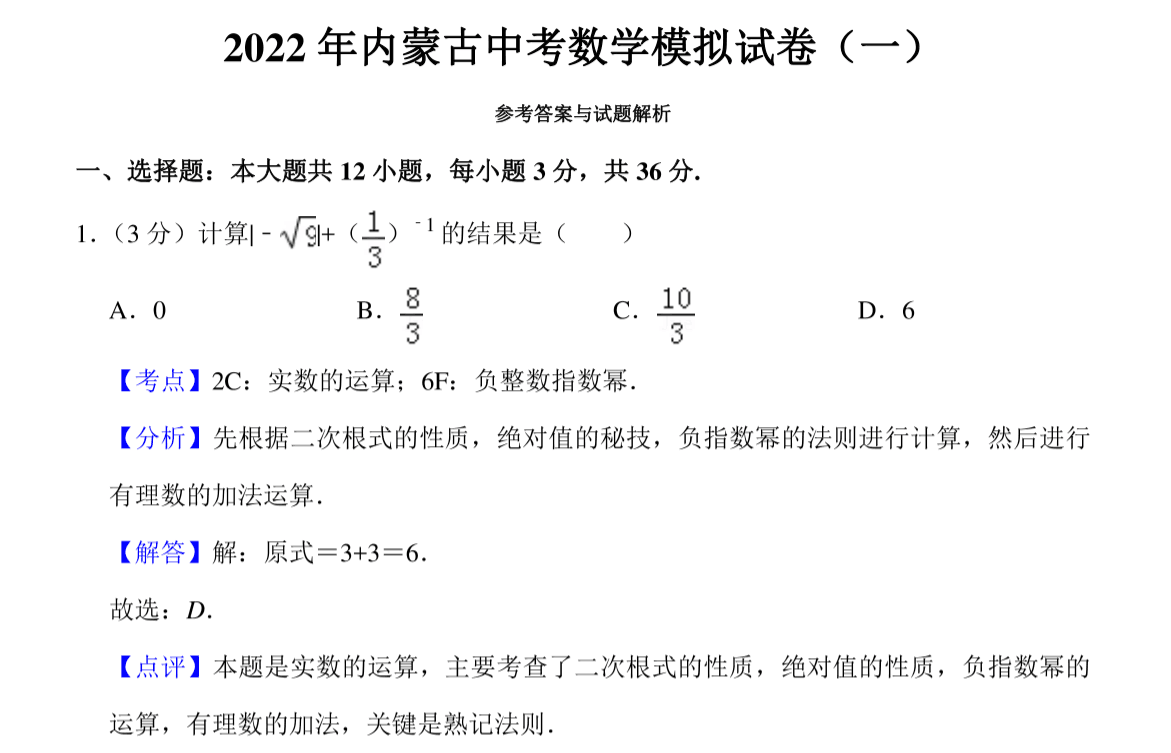 2022 年内蒙古中考数学模拟试卷（一）
参考答案与试题解析
一、选择题：本大题共 12 小题，每小题 3 分，共 36 分．
1．（3 分）计算|﹣√9|+（1/3）﹣1 的结果是（　　）
A．0 B．8/3 C．10/3 D．6
【考点】2C：实数的运算；6F：负整数指数幂．
【分析】先根据二次根式的性质，绝对值的秘技，负指数幂的法则进行计算，然后进行
有理数的加法运算．
【解答】解：原式＝3+3＝6．
故选：D．
【点评】本题是实数的运算，主要考查了二次根式的性质，绝对值的性质，负指数幂的
运算，有理数的加法，关键是熟记法则．